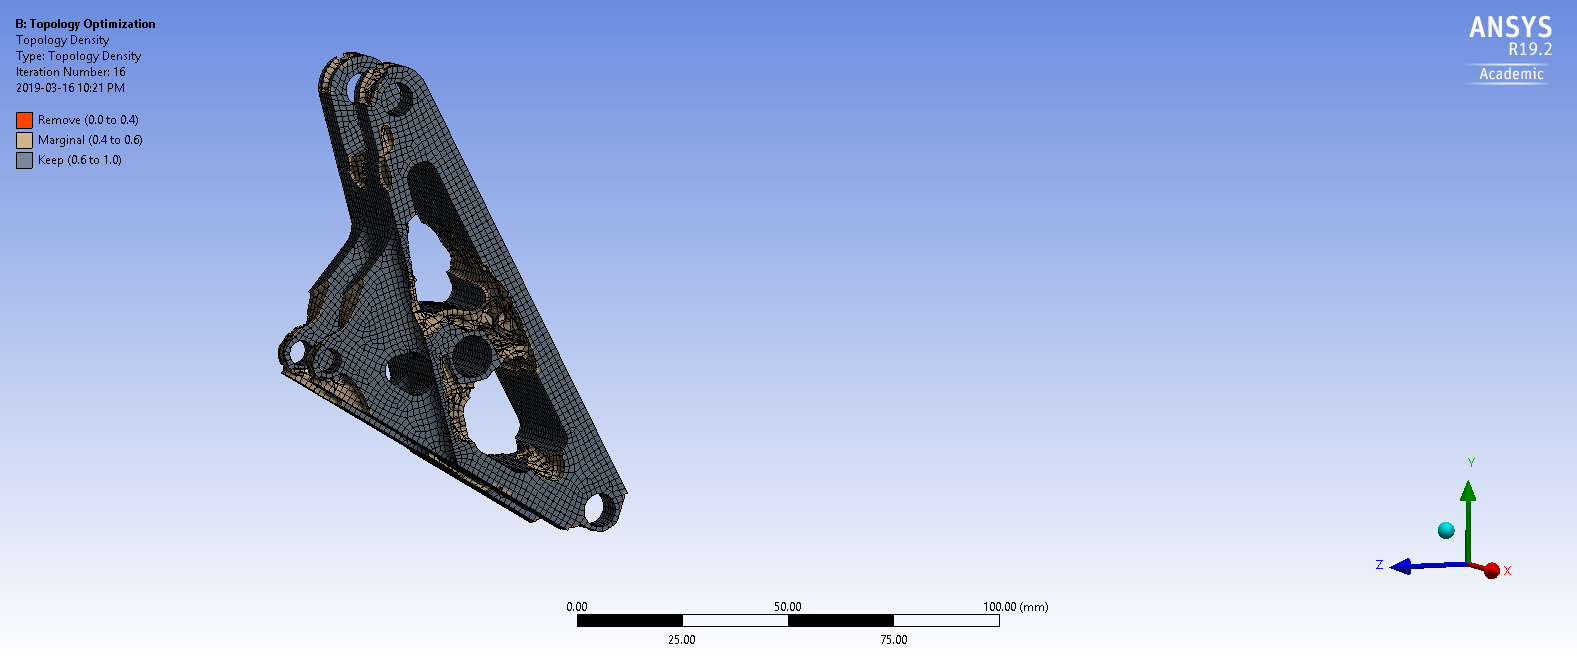 B: Topology Optimization
Topology Density
Type: Topology Density
Iteration Number: 16
2019-03-16 10:21 PM
Remove (0.0 to 0.4)
Marginal (0.4 to 0.6)
Keep (0.6 to 1.0)
ANSYS
R19.2
Academic
Y
Z
X
0.00 50.00 100.00 (mm)
25.00 75.00